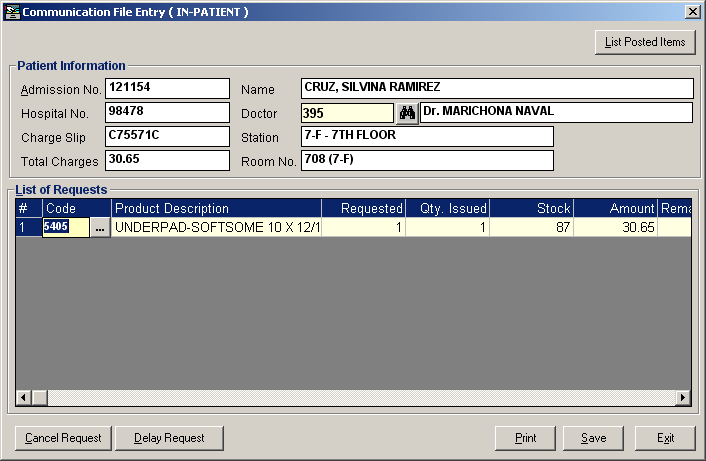 Communication File Entry ( IN-PATIENT )
List Posted Items
Patient Information
Admission No. 121154 Name CRUZ, SILVINA RAMIREZ
Hospital No. 98478 Doctor 395 Dr. MARICHONA NAVAL
Charge Slip C75571C Station 7-F - 7TH FLOOR
Total Charges 30.65 Room No. 708 (7-F)
List of Requests
# Code Product Description Requested Qty. Issued Stock Amount Rema
1 5405 ... UNDERPAD-SOFTSOME 10 X 12/1 1 1 87 30.65
Cancel Request Delay Request Print Save Exit